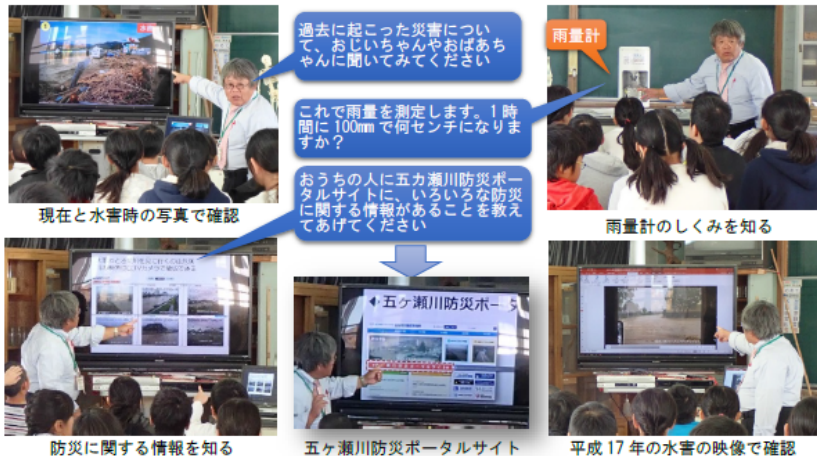 過去に起こった災害につい
て、おじいちゃんやおばあち
ゃんに聞いてみてください
雨量計
これで雨量を測定します。1時
間に100mmで何センチになりま
すか？
現在と水害時の写真で確認
おうちの人に五カ瀬川防災ポー
タルサイトに、いろいろな防災
に関する情報があることを教え
てあげてください
雨量計のしくみを知る
五ケ瀬川防災ポータ
防災に関する情報を知る
五ヶ瀬川防災ポータルサイト
平成17年の水害の映像で確認